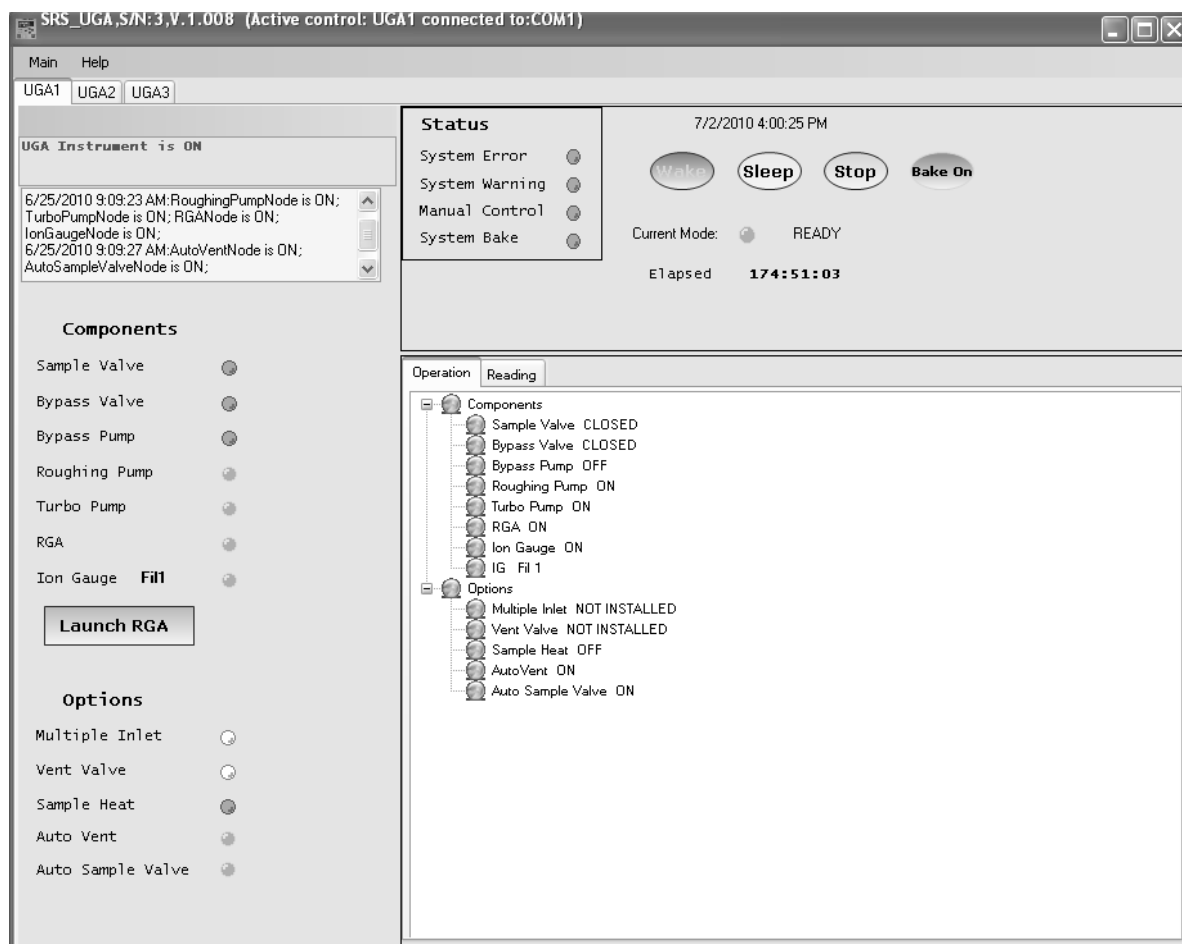 SRS_UGA,S/N:3,V.1.008 (Active control: UGA1 connected to:COM1)
Main Help
UGA1 UGA2 UGA3
UGA Instrument is ON
6/25/2010 9:09:23 AM:RoughingPumpNode is ON;
TurboPumpNode is ON; RGANode is ON;
IonGaugeNode is ON;
6/25/2010 9:09:27 AM:AutoVentNode is ON;
AutoSampleValveNode is ON;
Components
Sample Valve
Bypass Valve
Bypass Pump
Roughing Pump
Turbo Pump
RGA
Ion Gauge Fil1
Launch RGA
Options
Multiple Inlet
Vent Valve
Sample Heat
Auto Vent
Auto Sample Valve
Status
System Error
System Warning
Manual Control
System Bake
7/2/2010 4:00:25 PM
Wake Sleep Stop Bake On
Current Mode: READY
Elapsed 174:51:03
Operation Reading
Components
Sample Valve CLOSED
Bypass Valve CLOSED
Bypass Pump OFF
Roughing Pump ON
Turbo Pump ON
RGA ON
Ion Gauge ON
IG Fil 1
Options
Multiple Inlet NOT INSTALLED
Vent Valve NOT INSTALLED
Sample Heat OFF
AutoVent ON
Auto Sample Valve ON